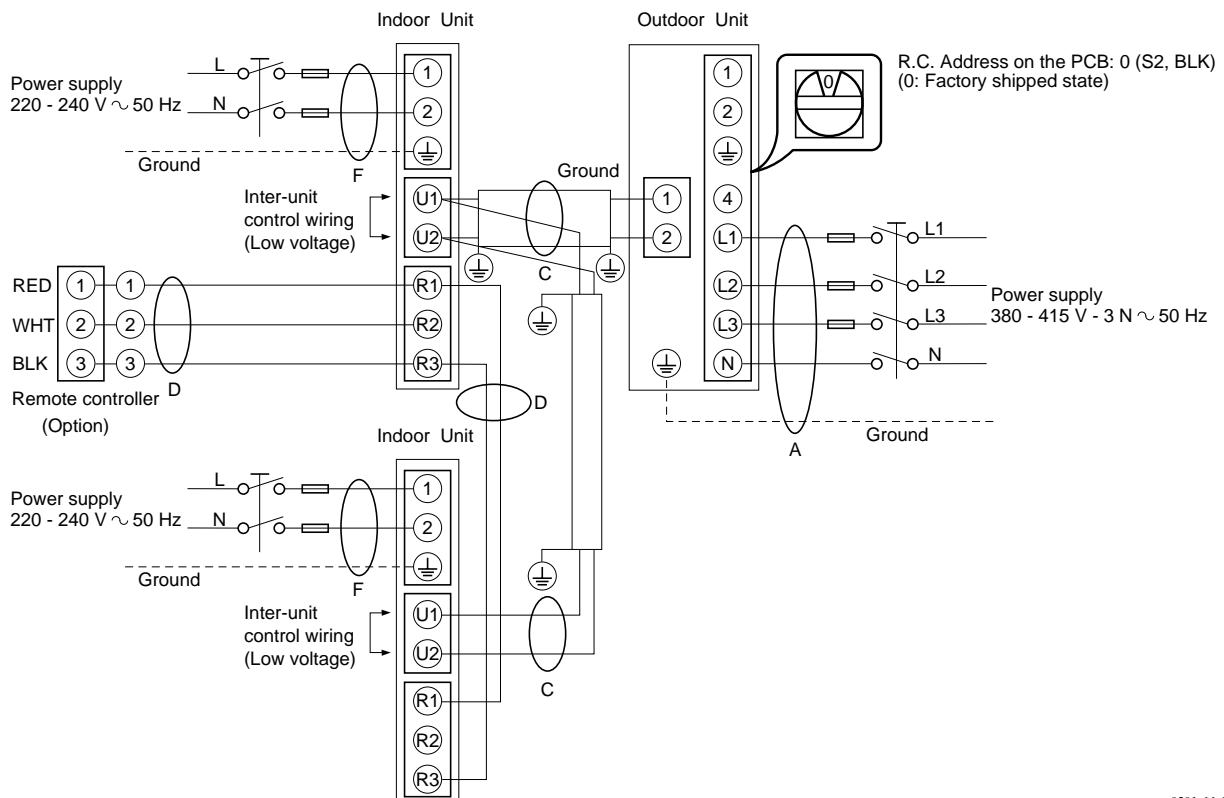 Indoor Unit
Outdoor Unit
R.C. Address on the PCB: 0 (S2, BLK)
(0: Factory shipped state)
0
Power supply
220 - 240 V ~ 50 Hz
L
N
Ground
F
1
2
Inter-unit
control wiring
(Low voltage)
U1
U2
Ground
C
1
2
1
2
4
L1
L2
L3
N
L1
L2
L3
N
Power supply
380 - 415 V - 3 N ~ 50 Hz
Ground
A
RED
WHT
BLK
1
2
3
1
2
3
Remote controller
(Option)
D
R1
R2
R3
D
Indoor Unit
Power supply
220 - 240 V ~ 50 Hz
L
N
Ground
F
1
2
Inter-unit
control wiring
(Low voltage)
U1
U2
C
R1
R2
R3